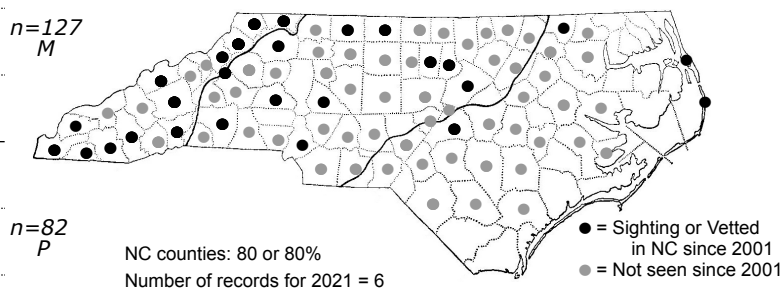 n=127
M
n=82
P
NC counties: 80 or 80%
Number of records for 2021 = 6
= Sighting or Vetted
in NC since 2001
= Not seen since 2001